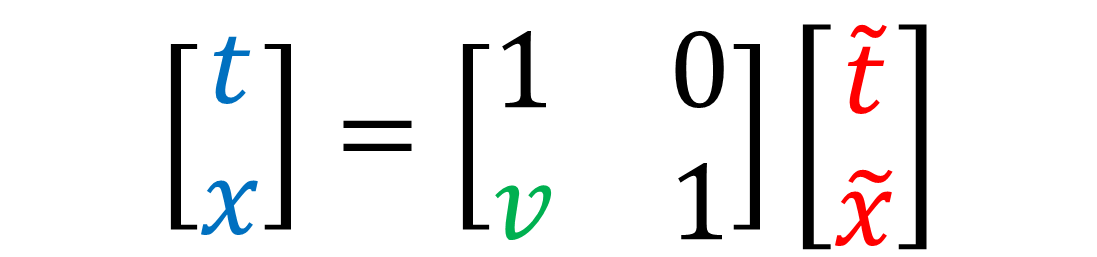 [t x] = [1 0 v 1] [t̃ x̃]